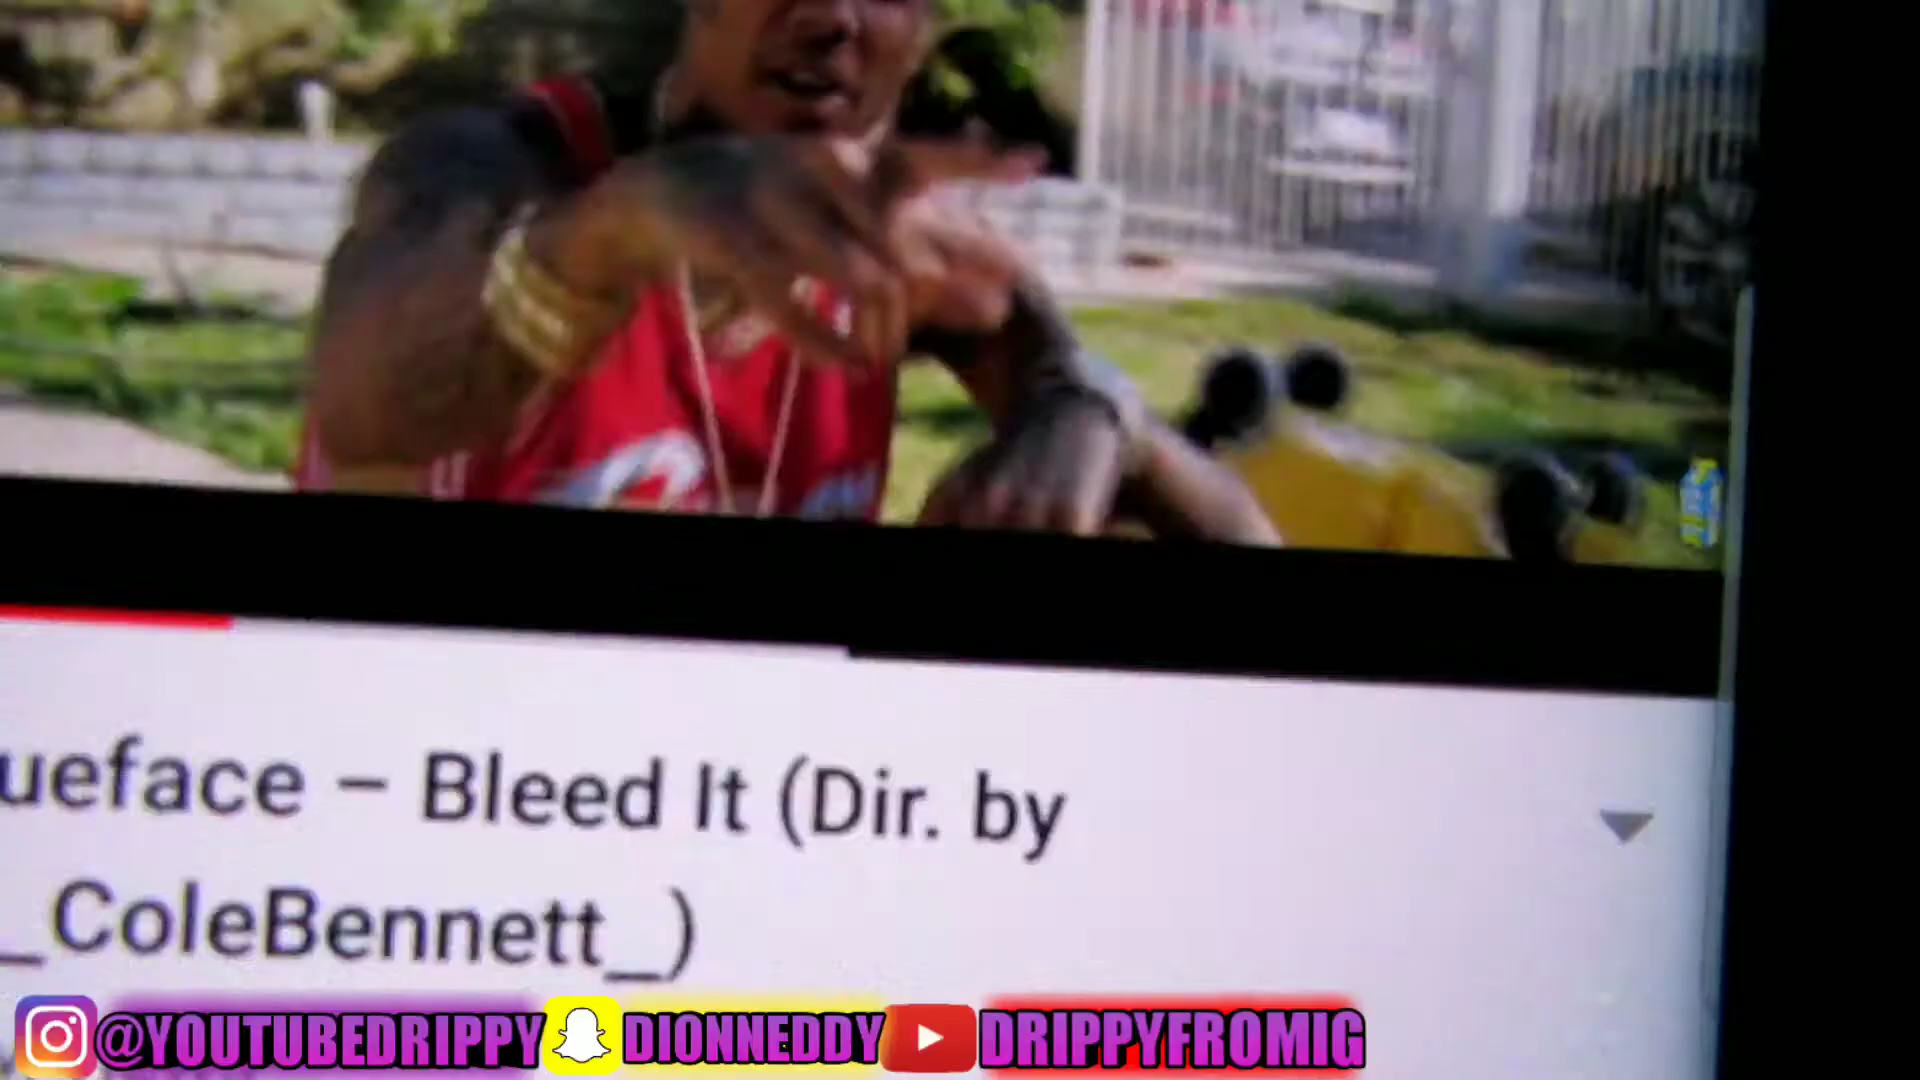 ueface – Bleed It (Dir. by
_ColeBennett_)
@YOUTUBEDRIPPY DIONNEDDY DRIPPYFROMIG